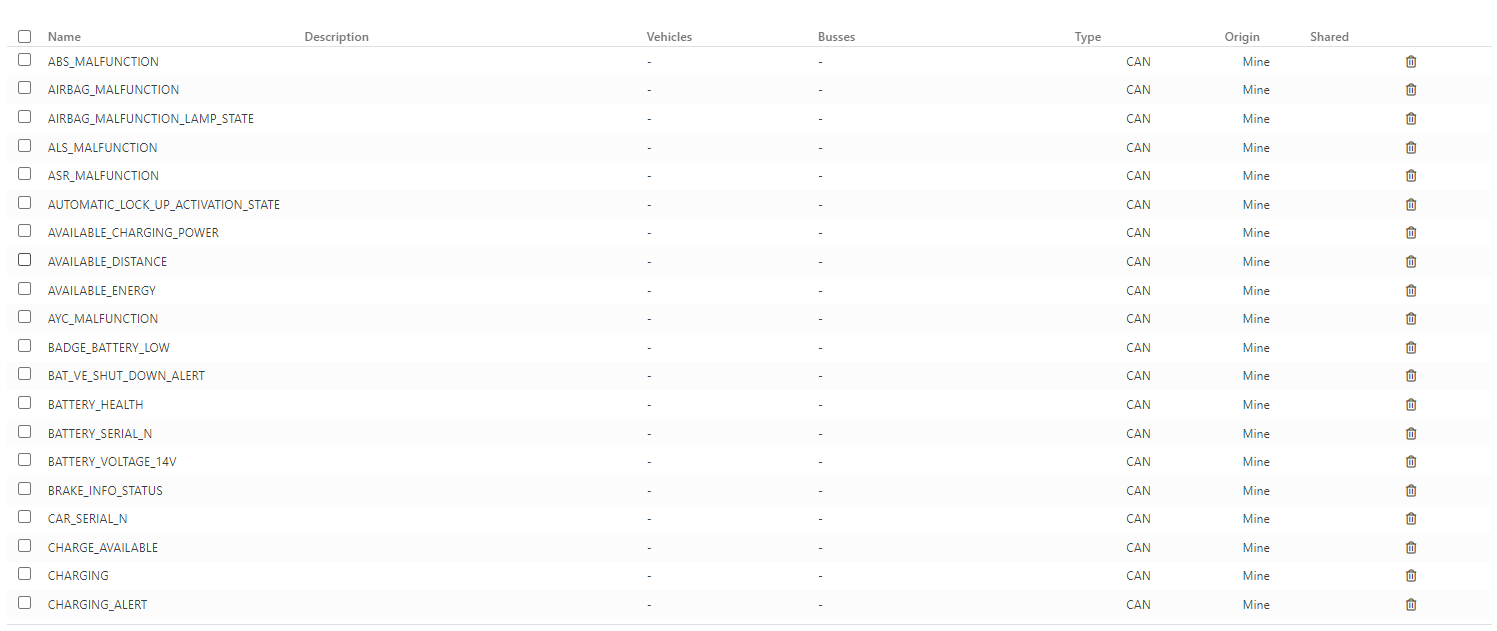 Name Description Vehicles Busses Type Origin Shared
ABS_MALFUNCTION - - CAN Mine
AIRBAG_MALFUNCTION - - CAN Mine
AIRBAG_MALFUNCTION_LAMP_STATE - - CAN Mine
ALS_MALFUNCTION - - CAN Mine
ASR_MALFUNCTION - - CAN Mine
AUTOMATIC_LOCK_UP_ACTIVATION_STATE - - CAN Mine
AVAILABLE_CHARGING_POWER - - CAN Mine
AVAILABLE_DISTANCE - - CAN Mine
AVAILABLE_ENERGY - - CAN Mine
AYC_MALFUNCTION - - CAN Mine
BADGE_BATTERY_LOW - - CAN Mine
BAT_VE_SHUT_DOWN_ALERT - - CAN Mine
BATTERY_HEALTH - - CAN Mine
BATTERY_SERIAL_N - - CAN Mine
BATTERY_VOLTAGE_14V - - CAN Mine
BRAKE_INFO_STATUS - - CAN Mine
CAR_SERIAL_N - - CAN Mine
CHARGE_AVAILABLE - - CAN Mine
CHARGING - - CAN Mine
CHARGING_ALERT - - CAN Mine